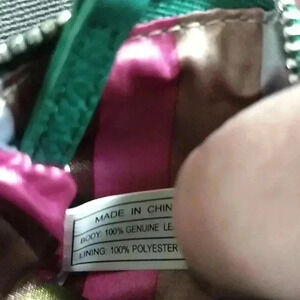 MADE IN CHIN
BODY: 100% GENUINE LE
LINING: 100% POLYESTER